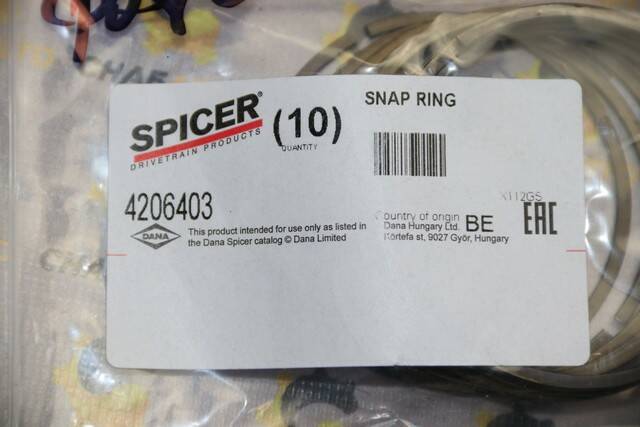 SNAP RING
SPICER®
DRIVETRAIN PRODUCTS
(10)
QUANTITY
4206403
X112GS
DANA
This product intended for use only as listed in
the Dana Spicer catalog © Dana Limited
Country of origin BE
Dana Hungary Ltd.
Körtefa st, 9027 Györ, Hungary
EAC